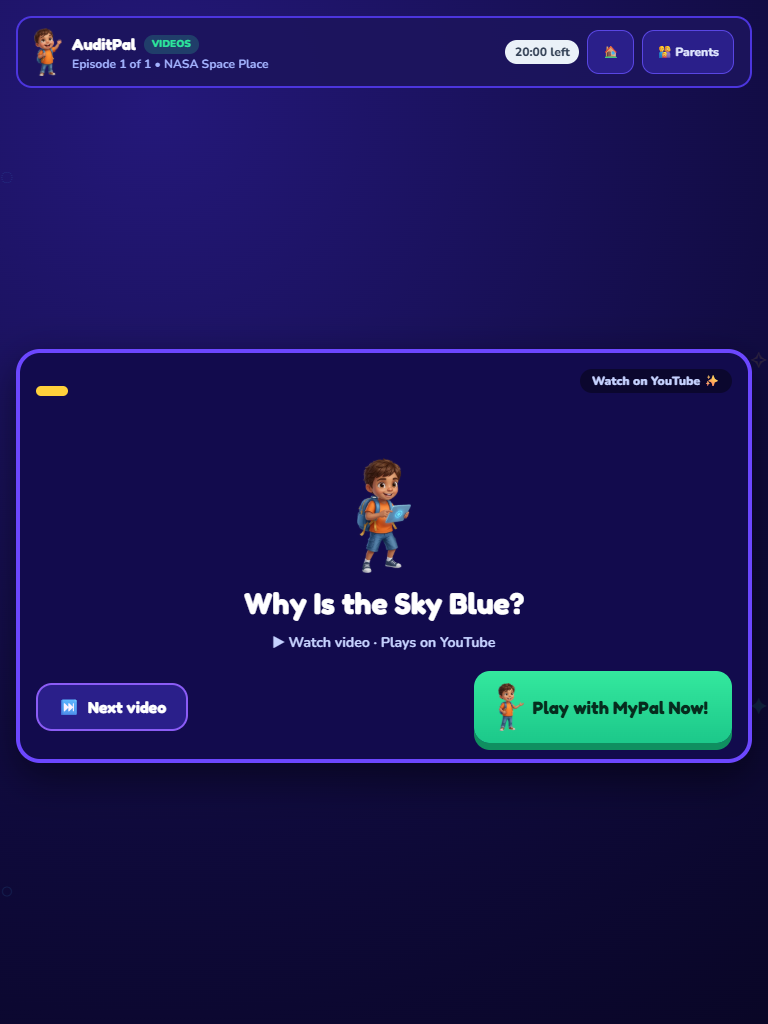 AuditPal VIDEOS
Episode 1 of 1 • NASA Space Place
20:00 left
Parents
Watch on YouTube ✨
Why Is the Sky Blue?
▶ Watch video · Plays on YouTube
Next video
Play with MyPal Now!